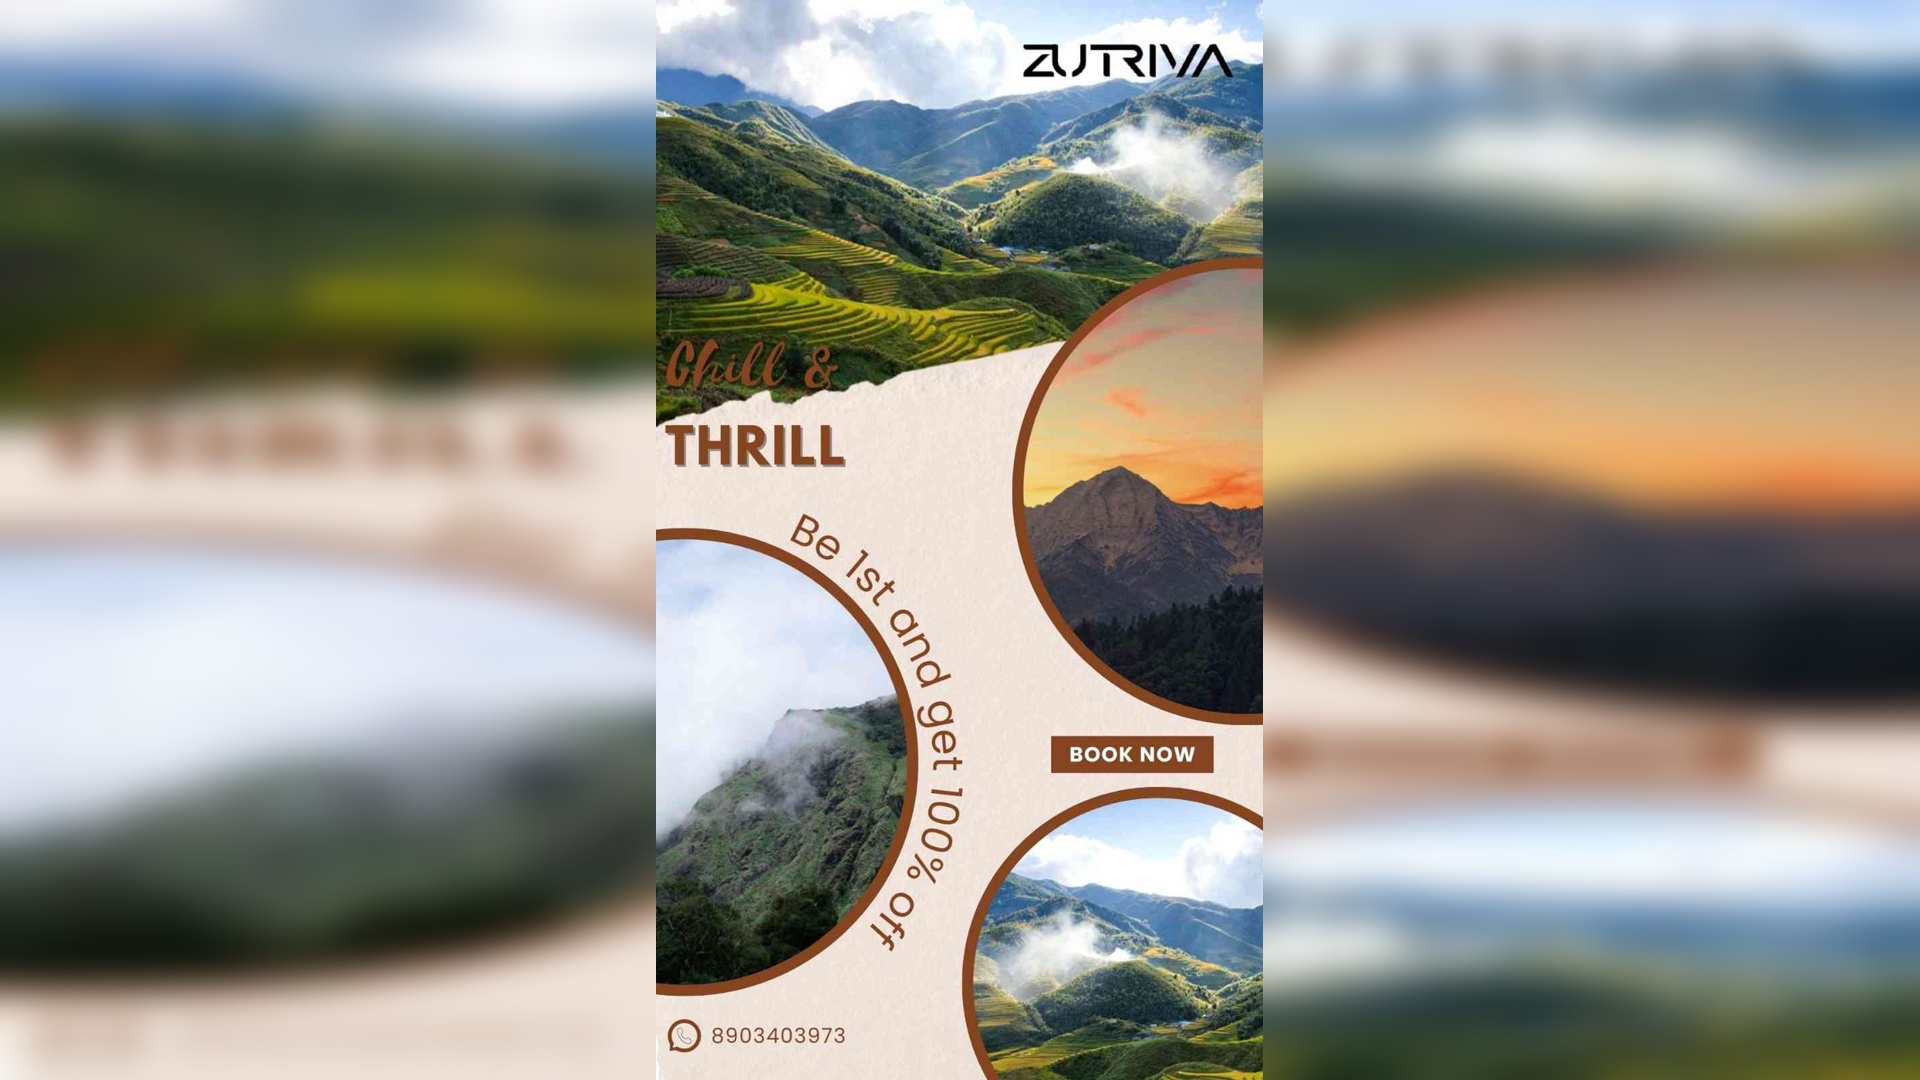 ZUTRIVA
Chill &
THRILL
Be 1st and get 100% off
BOOK NOW
8903403973